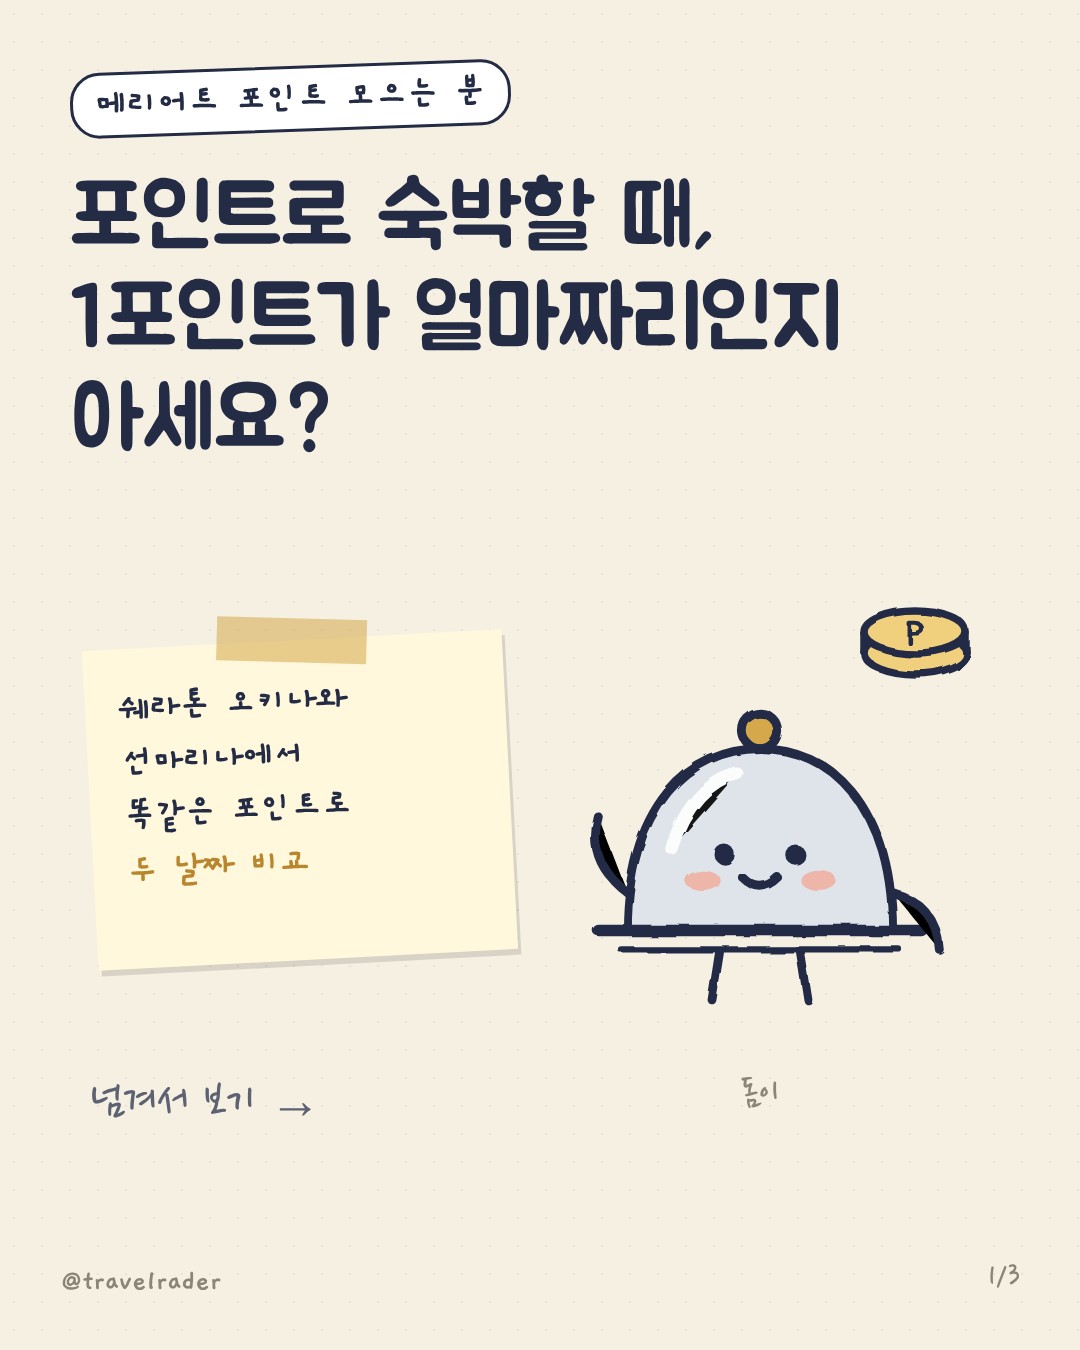 메리어트 포인트 모으는 분
포인트로 숙박할 때,
1포인트가 얼마짜리인지
아세요?
P
쉐라톤 오키나와
선마리나에서
똑같은 포인트로
두 날짜 비교
넘겨서 보기 →
돔이
@travelrader
1/3